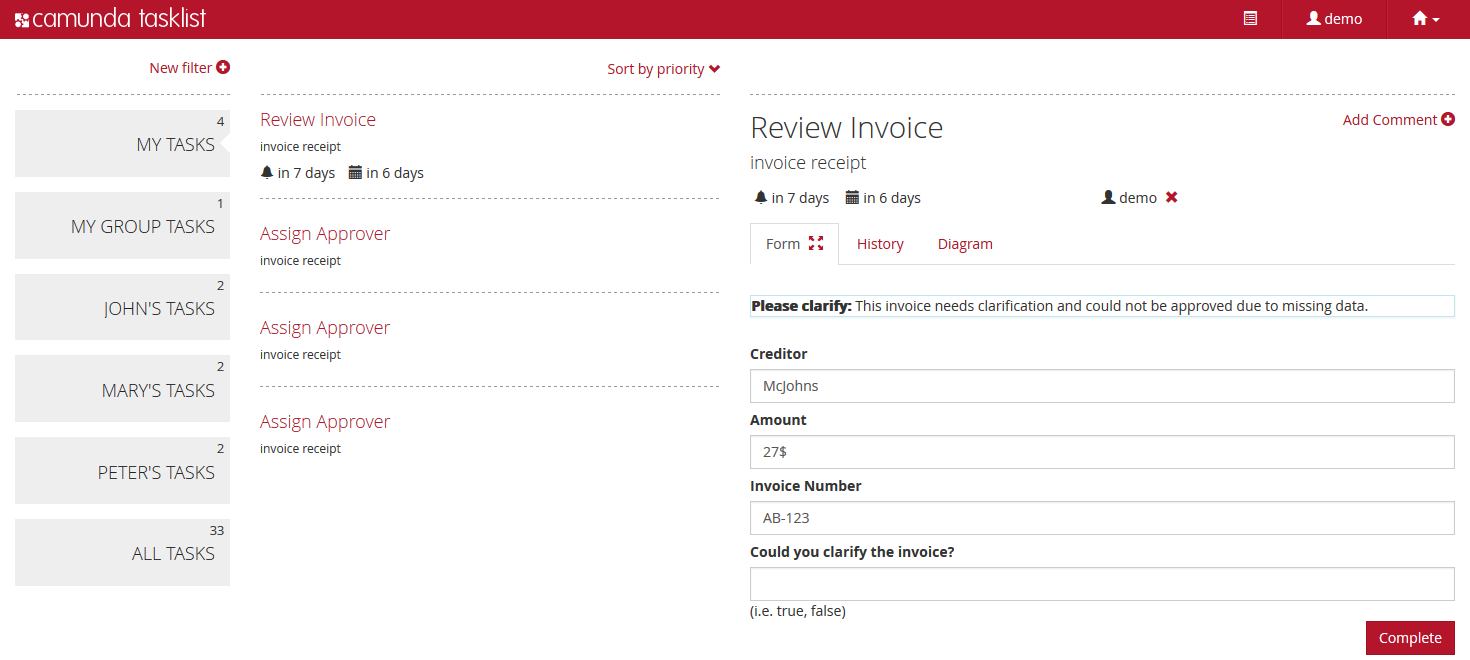 camunda tasklist
demo
New filter
4
MY TASKS
1
MY GROUP TASKS
2
JOHN'S TASKS
2
MARY'S TASKS
2
PETER'S TASKS
33
ALL TASKS
Sort by priority
Review Invoice
invoice receipt
in 7 days in 6 days
Assign Approver
invoice receipt
Assign Approver
invoice receipt
Assign Approver
invoice receipt
Review Invoice
Add Comment
invoice receipt
in 7 days in 6 days demo
Form History Diagram
Please clarify: This invoice needs clarification and could not be approved due to missing data.
Creditor
McJohns
Amount
27$
Invoice Number
AB-123
Could you clarify the invoice?
(i.e. true, false)
Complete